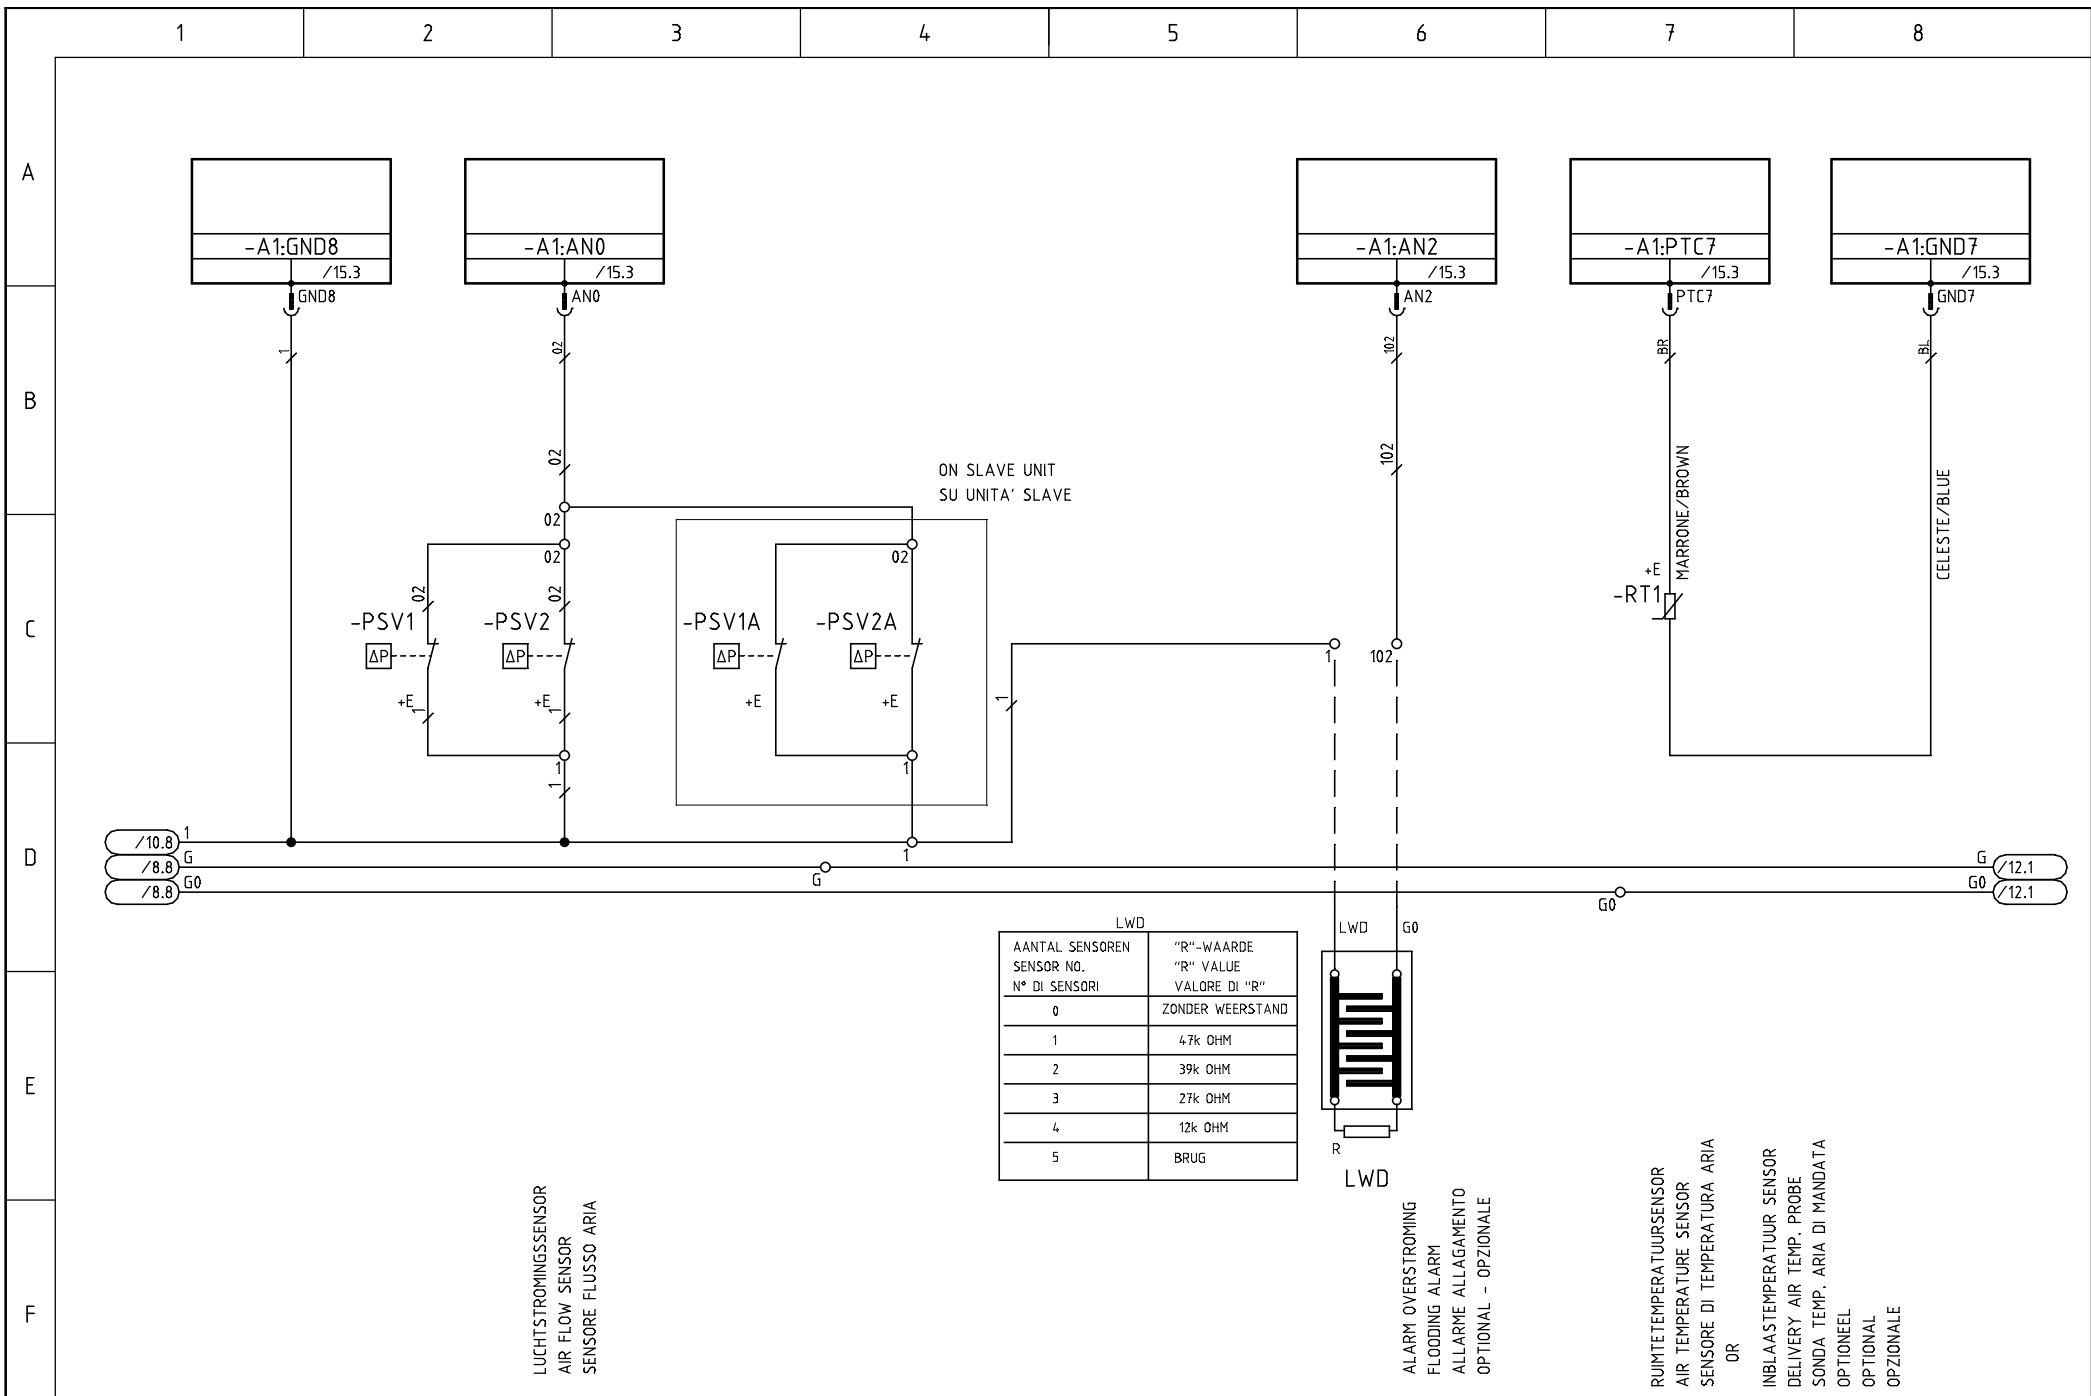 1 2 3 4 5 6 7 8
A
B
C
D
E
F
-A1:GND8
/15.3
GND8
1
-A1:AN0
/15.3
AN0
02
02
02
02
-A1:AN2
/15.3
AN2
102
102
-A1:PTC7
/15.3
PTC7
BR
MARRONE/BROWN
-A1:GND7
/15.3
GND7
BL
CELESTE/BLUE
ON SLAVE UNIT
SU UNITA' SLAVE
02
02
02
-PSV1
ΔP
+E
1
-PSV2
ΔP
+E
1
1
1
-PSV1A
ΔP
+E
-PSV2A
ΔP
+E
1
1
1
1
102
+E
-RT1
/10.8 1
/8.8 G
/8.8 G0
G
G0
G /12.1
G0 /12.1
LWD
AANTAL SENSOREN "R"-WAARDE
SENSOR NO. "R" VALUE
N° DI SENSORI VALORE DI "R"
0 ZONDER WEERSTAND
1 47k OHM
2 39k OHM
3 27k OHM
4 12k OHM
5 BRUG
LWD G0
R
LWD
LUCHTSTROMINGSSENSOR
AIR FLOW SENSOR
SENSORE FLUSSO ARIA
ALARM OVERSTROMING
FLOODING ALARM
ALLARME ALLAGAMENTO
OPTIONAL - OPZIONALE
RUIMTETEMPERATUURSENSOR
AIR TEMPERATURE SENSOR
SENSORE DI TEMPERATURA ARIA
OR
INBLAASTEMPERATUUR SENSOR
DELIVERY AIR TEMP. PROBE
SONDA TEMP. ARIA DI MANDATA
OPTIONEEL
OPTIONAL
OPZIONALE